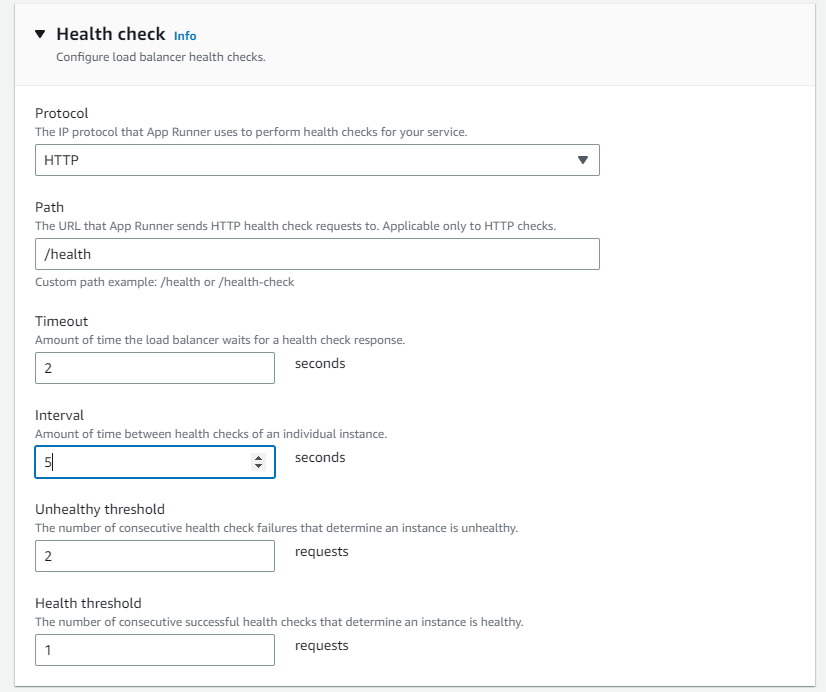 Health check Info
Configure load balancer health checks.
Protocol
The IP protocol that App Runner uses to perform health checks for your service.
HTTP
Path
The URL that App Runner sends HTTP health check requests to. Applicable only to HTTP checks.
/health
Custom path example: /health or /health-check
Timeout
Amount of time the load balancer waits for a health check response.
2 seconds
Interval
Amount of time between health checks of an individual instance.
5 seconds
Unhealthy threshold
The number of consecutive health check failures that determine an instance is unhealthy.
2 requests
Health threshold
The number of consecutive successful health checks that determine an instance is healthy.
1 requests